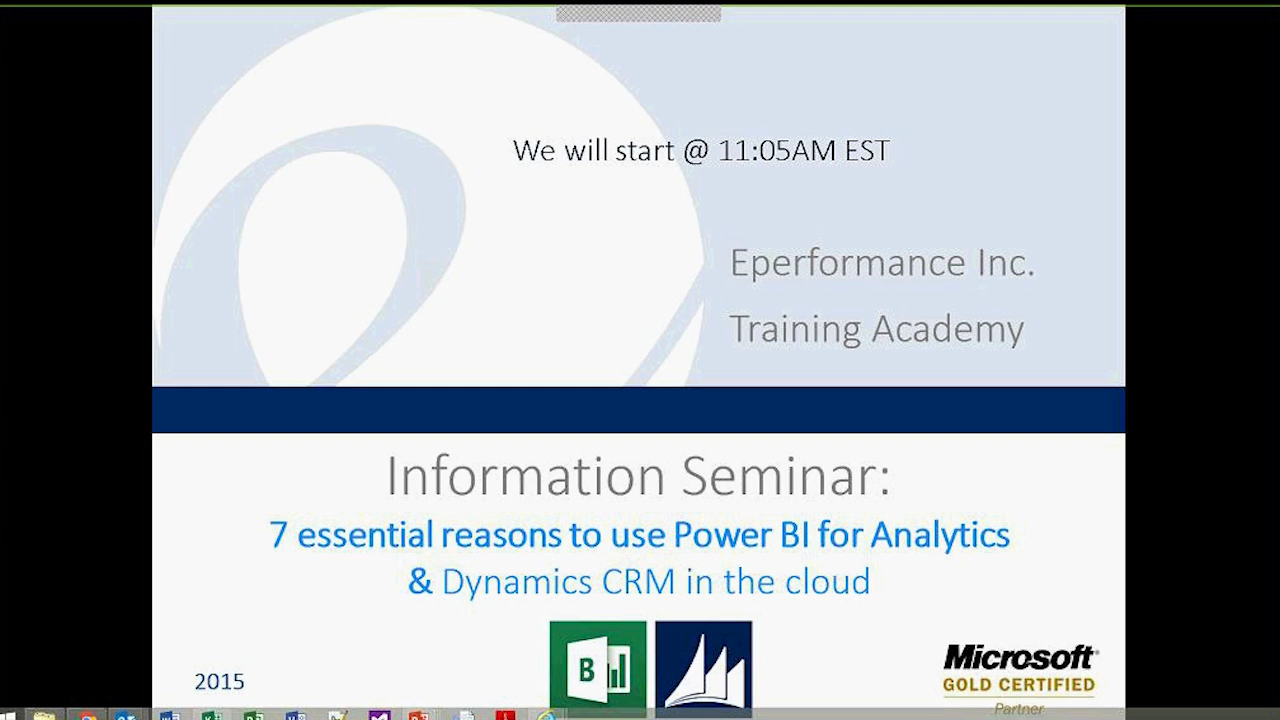 We will start @ 11:05AM EST
Eperformance Inc.
Training Academy
Information Seminar:
7 essential reasons to use Power BI for Analytics
& Dynamics CRM in the cloud
B
2015
Microsoft
GOLD CERTIFIED
Partner